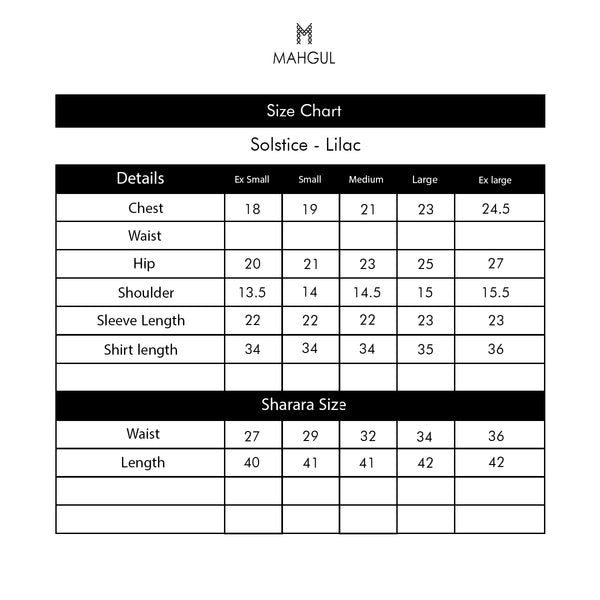 MAHGUL
Size Chart
Solstice - Lilac
Details Ex Small Small Medium Large Ex large
Chest 18 19 21 23 24.5
Waist
Hip 20 21 23 25 27
Shoulder 13.5 14 14.5 15 15.5
Sleeve Length 22 22 22 23 23
Shirt length 34 34 34 35 36
Sharara Size
Waist 27 29 32 34 36
Length 40 41 41 42 42